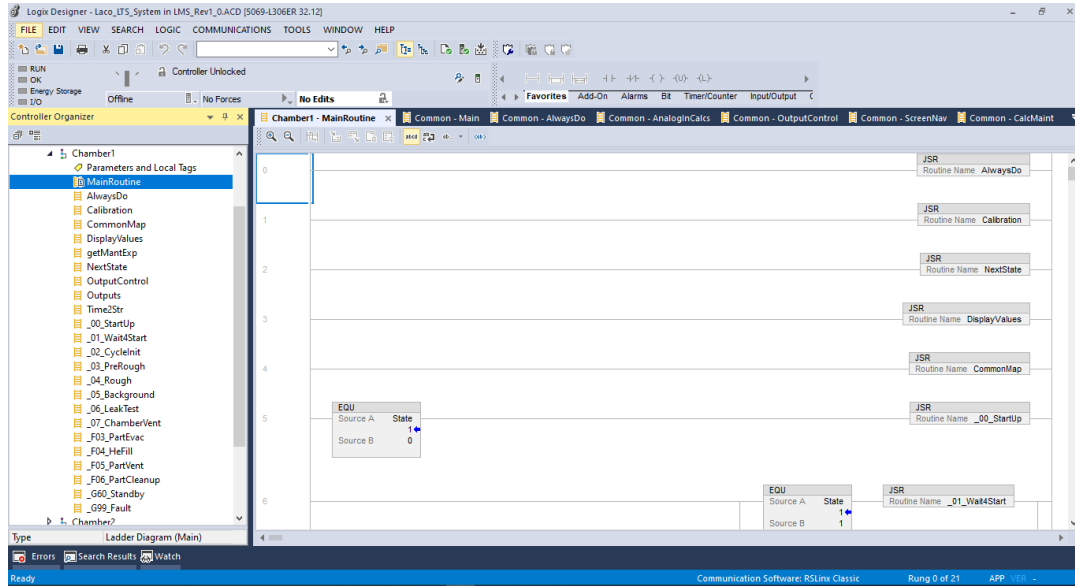 Logix Designer - Laco_LTS_System in LMS_Rev1_0.ACD [5069-L306ER 32.12]
FILE EDIT VIEW SEARCH LOGIC COMMUNICATIONS TOOLS WINDOW HELP
RUN
OK
Energy Storage
I/O
Controller Unlocked
Offline
No Forces
No Edits
Favorites Add-On Alarms Bit Timer/Counter Input/Output
Controller Organizer
Chamber1 - MainRoutine
Common - Main
Common - AlwaysDo
Common - AnalogInCalcs
Common - OutputControl
Common - ScreenNav
Common - CalcMaint
Chamber1
Parameters and Local Tags
MainRoutine
AlwaysDo
Calibration
CommonMap
DisplayValues
getMantExp
NextState
OutputControl
Outputs
Time2Str
_00_StartUp
_01_Wait4Start
_02_CycleInit
_03_PreRough
_04_Rough
_05_Background
_06_LeakTest
_07_ChamberVent
_F03_PartEvac
_F04_HeFill
_F05_PartVent
_F06_PartCleanup
_G60_Standby
_G99_Fault
Chamber2
Type Ladder Diagram (Main)
0
JSR
Routine Name AlwaysDo
1
JSR
Routine Name Calibration
2
JSR
Routine Name NextState
3
JSR
Routine Name DisplayValues
4
JSR
Routine Name CommonMap
5
EQU
Source A State
1
Source B 0
JSR
Routine Name _00_StartUp
6
EQU
Source A State
1
Source B 1
JSR
Routine Name _01_Wait4Start
Errors Search Results Watch
Ready
Communication Software: RSLinx Classic
Rung 0 of 21
APP VER